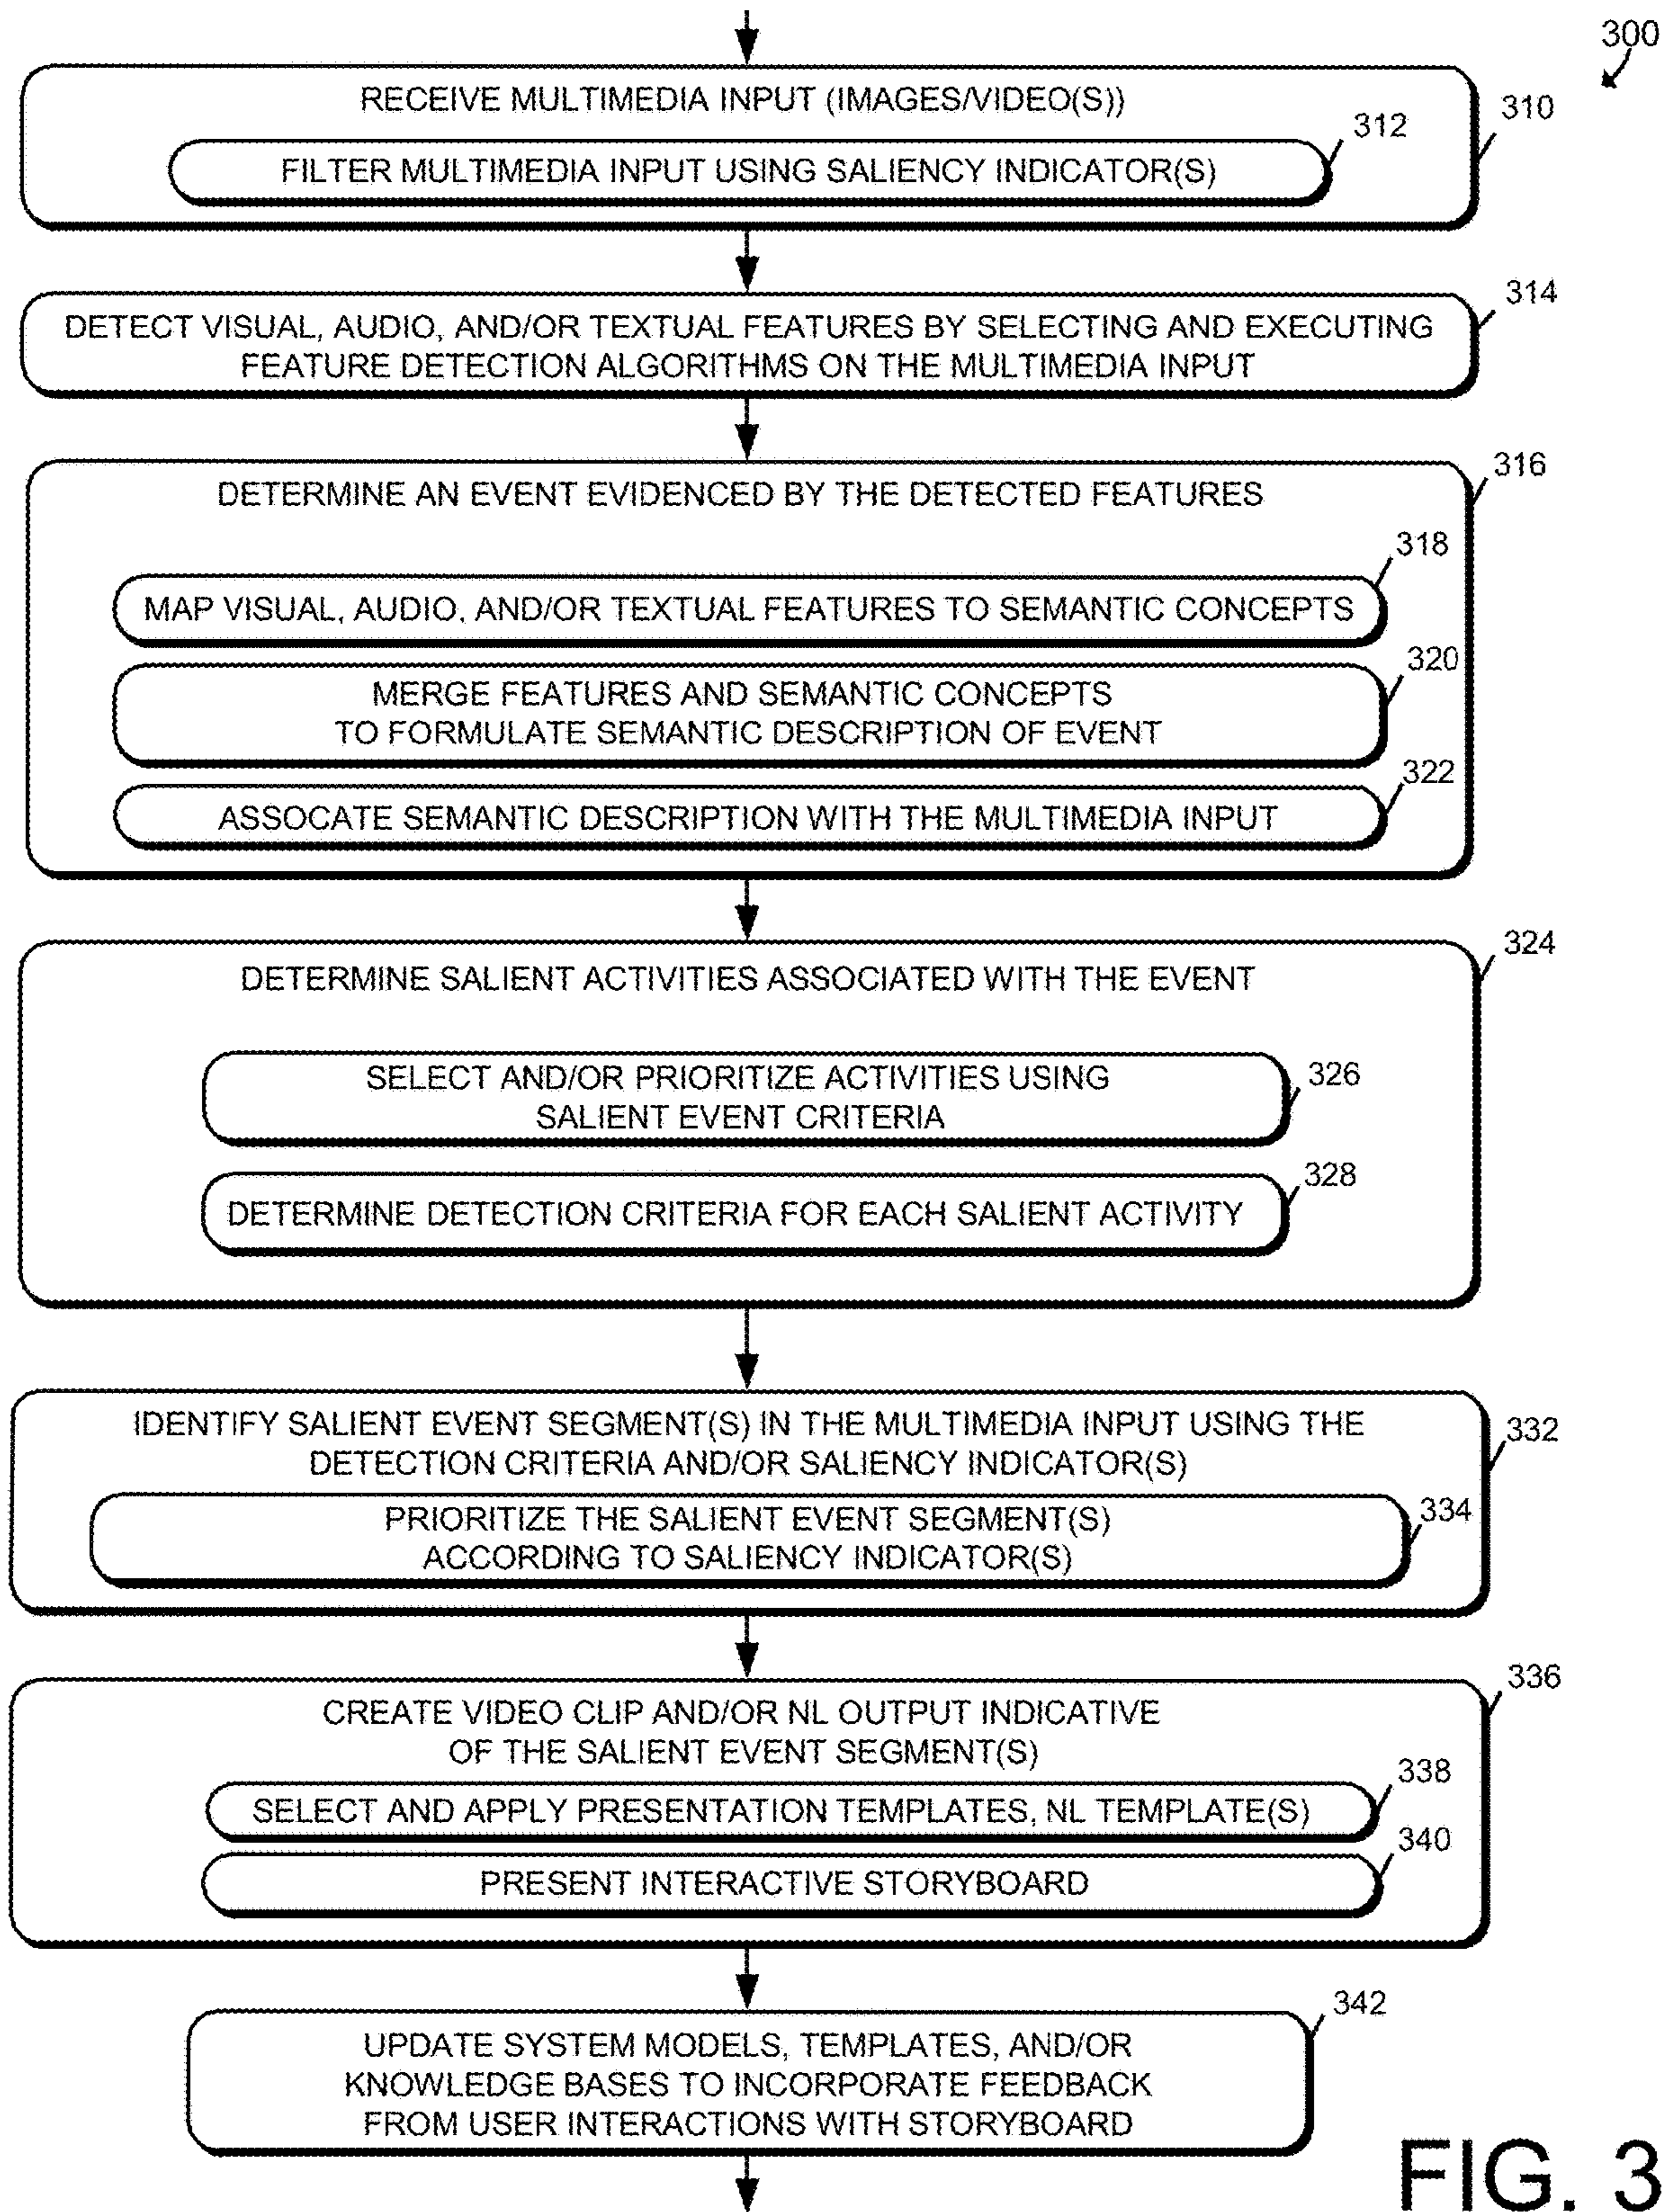 300
RECEIVE MULTIMEDIA INPUT (IMAGES/VIDEO(S))
310
312
FILTER MULTIMEDIA INPUT USING SALIENCY INDICATOR(S)
314
DETECT VISUAL, AUDIO, AND/OR TEXTUAL FEATURES BY SELECTING AND EXECUTING
FEATURE DETECTION ALGORITHMS ON THE MULTIMEDIA INPUT
316
DETERMINE AN EVENT EVIDENCED BY THE DETECTED FEATURES
318
MAP VISUAL, AUDIO, AND/OR TEXTUAL FEATURES TO SEMANTIC CONCEPTS
320
MERGE FEATURES AND SEMANTIC CONCEPTS
TO FORMULATE SEMANTIC DESCRIPTION OF EVENT
322
ASSOCATE SEMANTIC DESCRIPTION WITH THE MULTIMEDIA INPUT
324
DETERMINE SALIENT ACTIVITIES ASSOCIATED WITH THE EVENT
326
SELECT AND/OR PRIORITIZE ACTIVITIES USING
SALIENT EVENT CRITERIA
328
DETERMINE DETECTION CRITERIA FOR EACH SALIENT ACTIVITY
332
IDENTIFY SALIENT EVENT SEGMENT(S) IN THE MULTIMEDIA INPUT USING THE
DETECTION CRITERIA AND/OR SALIENCY INDICATOR(S)
334
PRIORITIZE THE SALIENT EVENT SEGMENT(S)
ACCORDING TO SALIENCY INDICATOR(S)
336
CREATE VIDEO CLIP AND/OR NL OUTPUT INDICATIVE
OF THE SALIENT EVENT SEGMENT(S)
338
SELECT AND APPLY PRESENTATION TEMPLATES, NL TEMPLATE(S)
340
PRESENT INTERACTIVE STORYBOARD
342
UPDATE SYSTEM MODELS, TEMPLATES, AND/OR
KNOWLEDGE BASES TO INCORPORATE FEEDBACK
FROM USER INTERACTIONS WITH STORYBOARD
FIG. 3